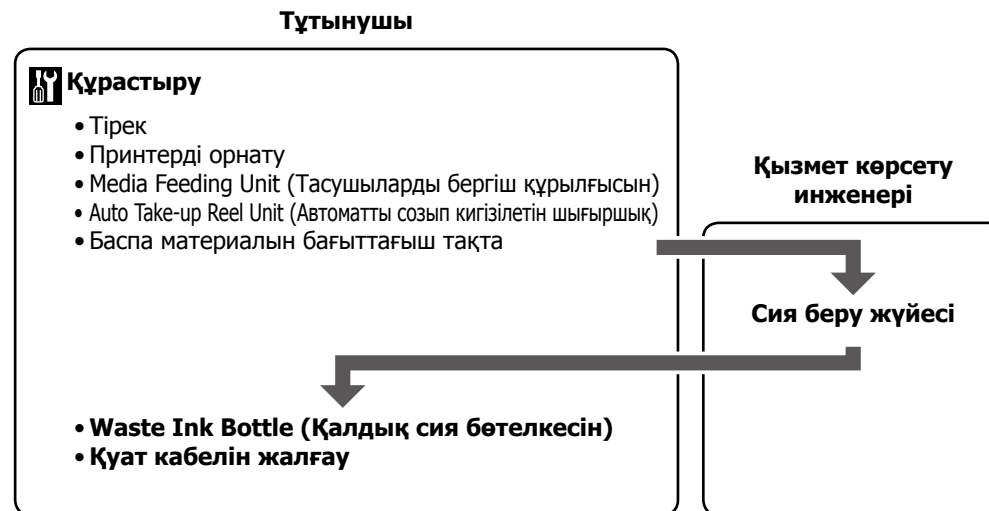 Тұтынушы
Құрастыру
• Тірек
• Принтерді орнату
• Media Feeding Unit (Тасушыларды бергіш құрылғысын)
• Auto Take-up Reel Unit (Автоматты созып кигізілетін шығыршық)
• Баспа материалын бағыттағыш тақта
Қызмет көрсету
инженері
Сия беру жүйесі
• Waste Ink Bottle (Қалдық сия бөтелкесін)
• Қуат кабелін жалғау